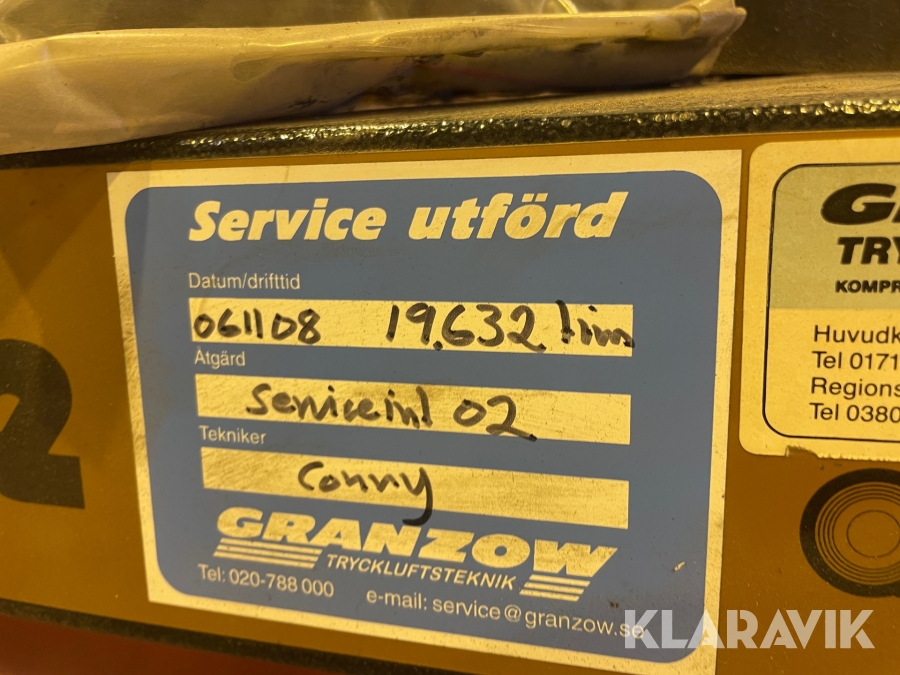 Service utförd
Datum/drifttid
061108 19.632 tim
Åtgärd
Serviceint 02
Tekniker
Conny
GRANZOW
TRYCKLUFTSTEKNIK
Tel: 020-788 000
e-mail: service@granzow.se
TRY
KOMPR
Huvudk
Tel 0171
Regions
Tel 0380
KLARAVIK